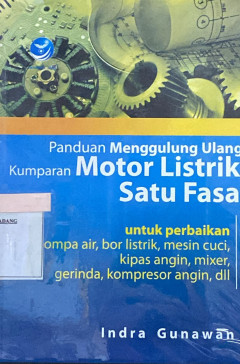 Panduan Menggulung Ulang
Kumparan Motor Listrik
Satu Fasa
ADANG
untuk perbaikan
ompa air, bor listrik, mesin cuci,
kipas angin, mixer,
gerinda, kompresor angin, dll
Indra Gunawan